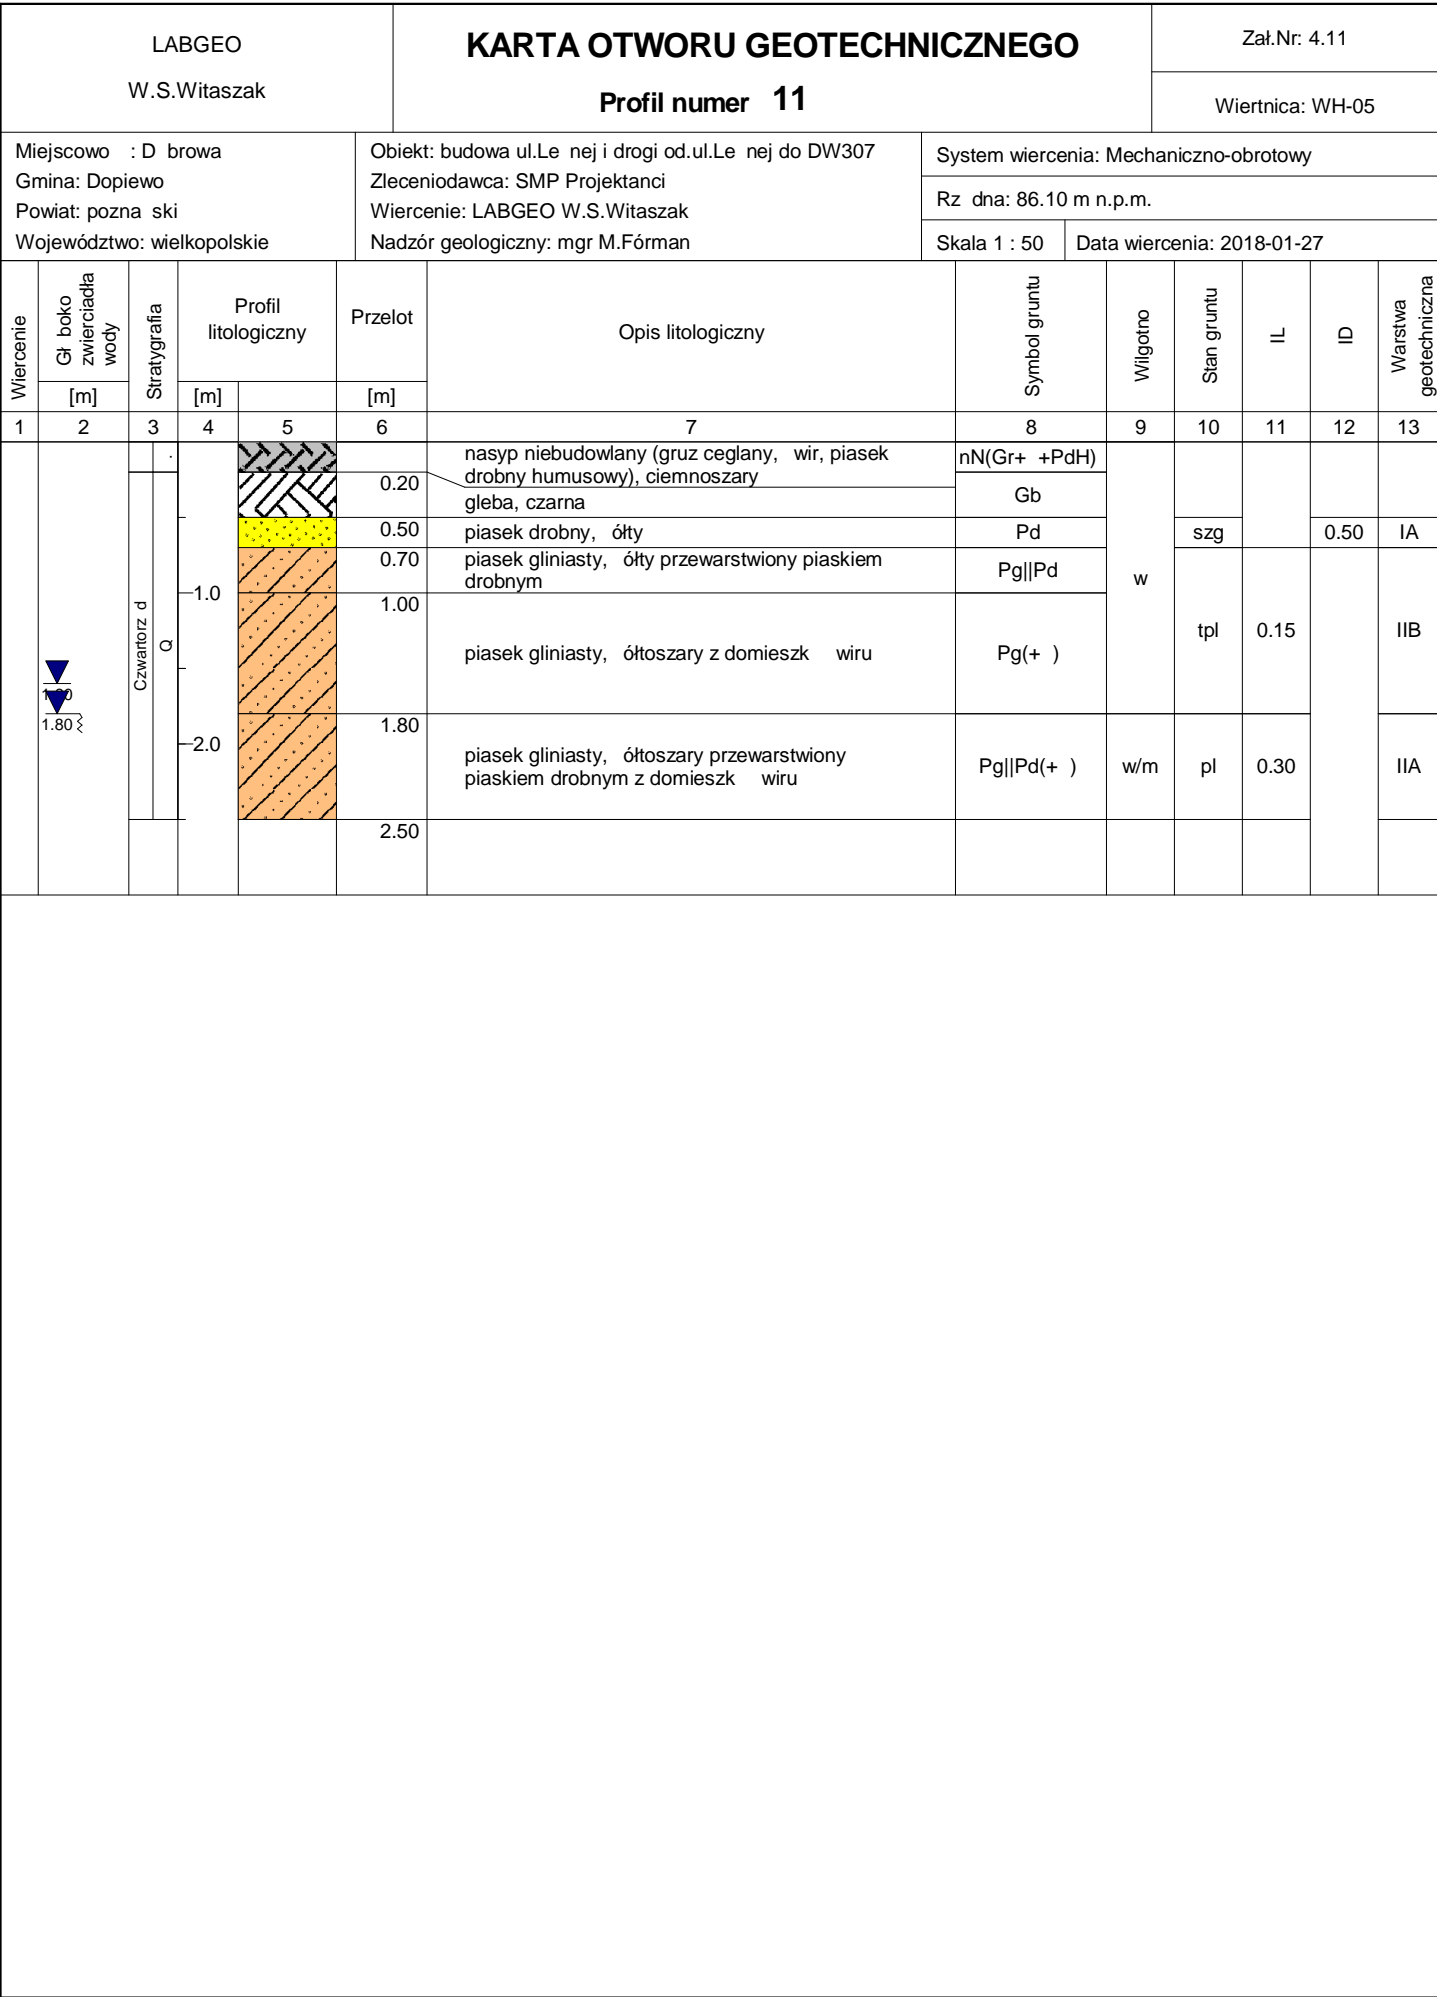 LABGEO
W.S.Witaszak
KARTA OTWORU GEOTECHNICZNEGO
Profil numer 11
Zał.Nr: 4.11
Wiertnica: WH-05
Miejscowo : D browa
Gmina: Dopiewo
Powiat: pozna ski
Województwo: wielkopolskie
Obiekt: budowa ul.Le nej i drogi od.ul.Le nej do DW307
Zleceniodawca: SMP Projektanci
Wiercenie: LABGEO W.S.Witaszak
Nadzór geologiczny: mgr M.Fórman
System wiercenia: Mechaniczno-obrotowy
Rz dna: 86.10 m n.p.m.
Skala 1 : 50 Data wiercenia: 2018-01-27
Wiercenie
Gł boko
zwierciadła
wody
[m]
Stratygrafia
Profil
litologiczny
[m]
Przelot
[m]
Opis litologiczny
Symbol gruntu
Wilgotno
Stan gruntu
IL
ID
Warstwa
geotechniczna
1 2 3 4 5 6 7 8 9 10 11 12 13
nasyp niebudowlany (gruz ceglany, wir, piasek
drobny humusowy), ciemnoszary
nN(Gr+ +PdH)
0.20
gleba, czarna
Gb
0.50 piasek drobny, ółty Pd szg 0.50 IA
0.70 piasek gliniasty, ółty przewarstwiony piaskiem
drobnym
Pg||Pd
w
1.0
1.00
piasek gliniasty, ółtoszary z domieszk wiru Pg(+ )
tpl 0.15 IIB
Czwartorz d
Q
1.80
1.80
2.0
piasek gliniasty, ółtoszary przewarstwiony
piaskiem drobnym z domieszk wiru
Pg||Pd(+ ) w/m pl 0.30 IIA
2.50